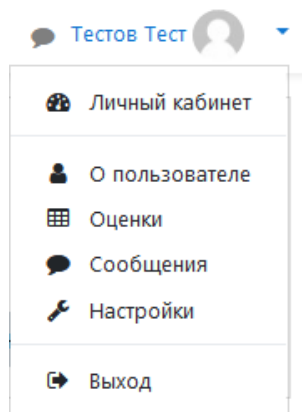 Тестов Тест
Личный кабинет
О пользователе
Оценки
Сообщения
Настройки
Выход